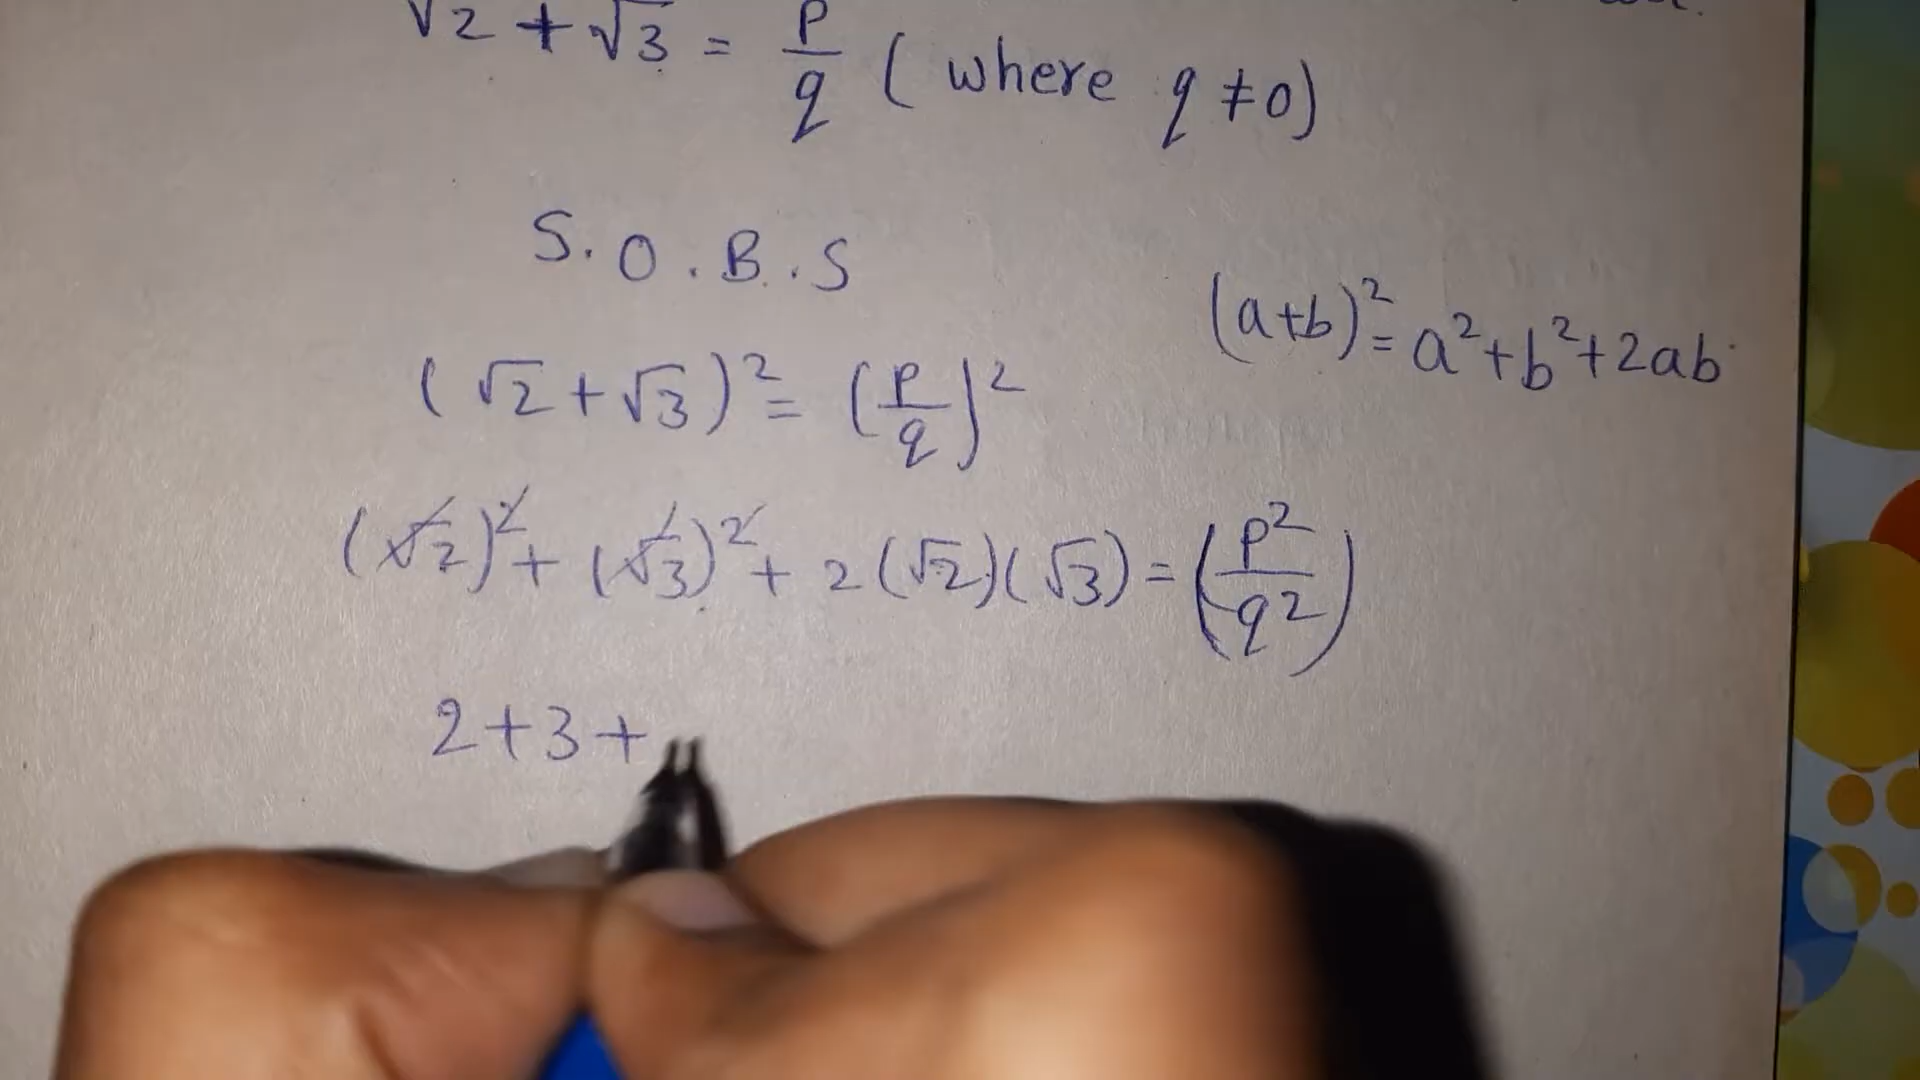 √2 + √3 = p/q ( where q ≠ 0)
S. O. B. S
(a+b)² = a² + b² + 2ab
( √2 + √3 )² = (p/q)²
(√2)² + (√3)² + 2(√2)(√3) = (p²/q²)
2 + 3 +